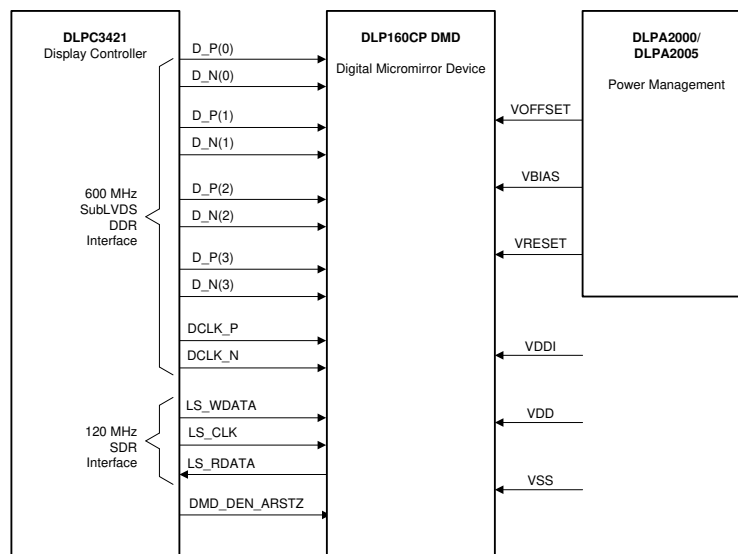 DLPC3421
Display Controller
DLP160CP DMD
Digital Micromirror Device
DLPA2000/
DLPA2005
Power Management
D_P(0)
D_N(0)
D_P(1)
D_N(1)
D_P(2)
D_N(2)
D_P(3)
D_N(3)
DCLK_P
DCLK_N
600 MHz
SubLVDS
DDR
Interface
LS_WDATA
LS_CLK
LS_RDATA
120 MHz
SDR
Interface
DMD_DEN_ARSTZ
VOFFSET
VBIAS
VRESET
VDDI
VDD
VSS